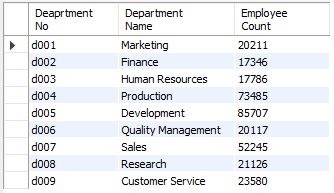 Deaprtment No Department Name Employee Count
d001 Marketing 20211
d002 Finance 17346
d003 Human Resources 17786
d004 Production 73485
d005 Development 85707
d006 Quality Management 20117
d007 Sales 52245
d008 Research 21126
d009 Customer Service 23580